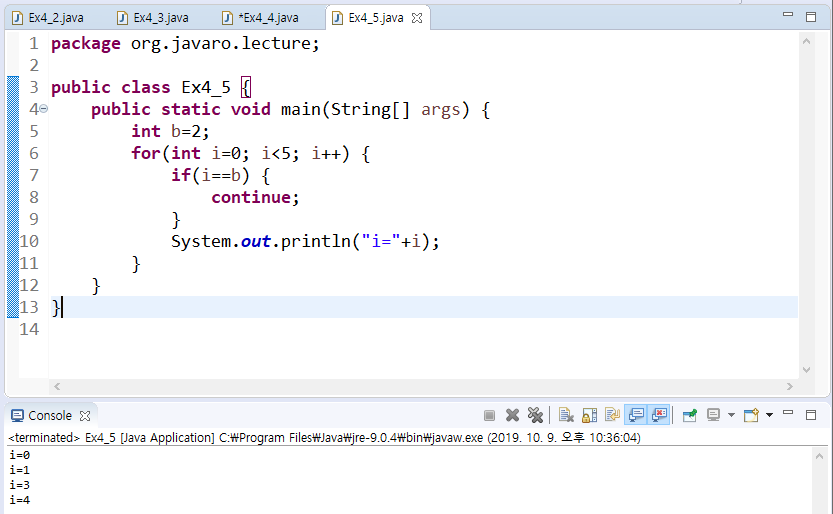 Ex4_2.java Ex4_3.java *Ex4_4.java Ex4_5.java
1 package org.javaro.lecture;
2
3 public class Ex4_5 {
4 public static void main(String[] args) {
5 int b=2;
6 for(int i=0; i<5; i++) {
7 if(i==b) {
8 continue;
9 }
10 System.out.println("i="+i);
11 }
12 }
13 }
14
Console
<terminated> Ex4_5 [Java Application] C:₩Program Files₩Java₩jre-9.0.4₩bin₩javaw.exe (2019. 10. 9. 오후 10:36:04)
i=0
i=1
i=3
i=4